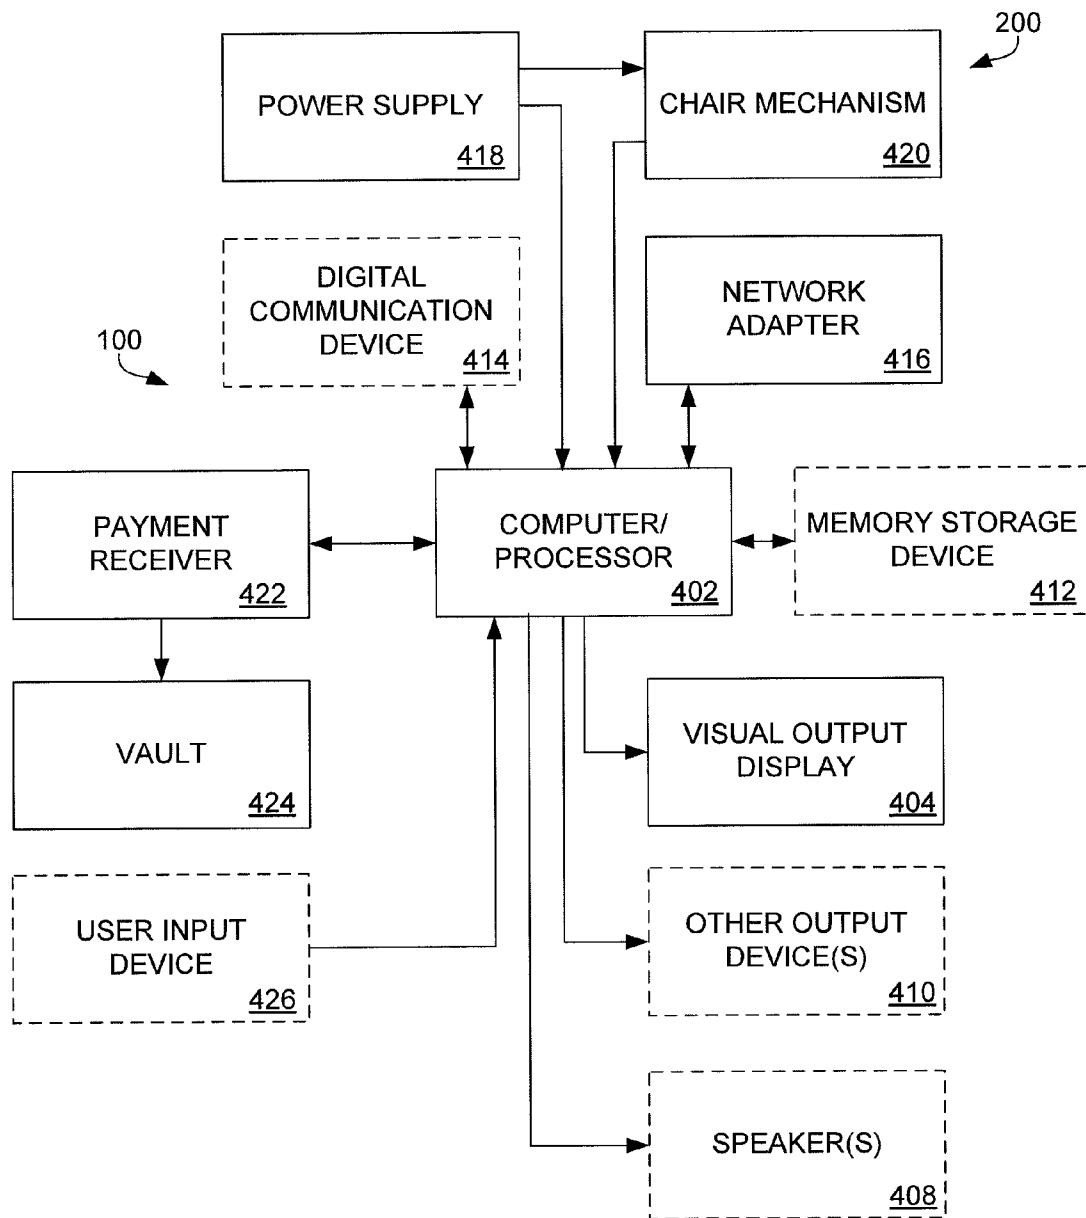 200
POWER SUPPLY
418
CHAIR MECHANISM
420
DIGITAL
COMMUNICATION
DEVICE
414
NETWORK
ADAPTER
416
100
PAYMENT
RECEIVER
422
COMPUTER/
PROCESSOR
402
MEMORY STORAGE
DEVICE
412
VAULT
424
VISUAL OUTPUT
DISPLAY
404
USER INPUT
DEVICE
426
OTHER OUTPUT
DEVICE(S)
410
SPEAKER(S)
408